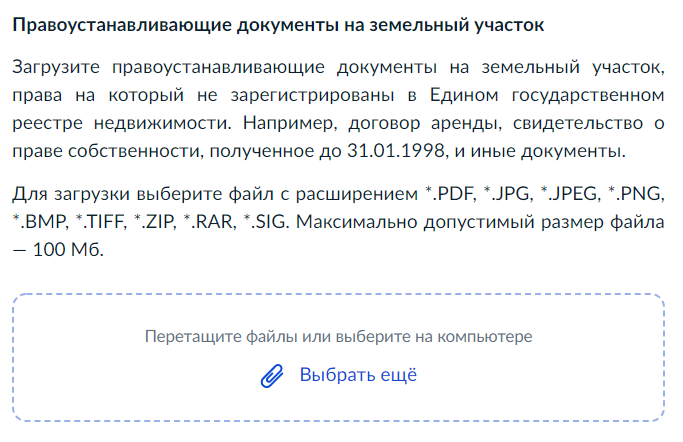 Правоустанавливающие документы на земельный участок
Загрузите правоустанавливающие документы на земельный участок,
права на который не зарегистрированы в Едином государственном
реестре недвижимости. Например, договор аренды, свидетельство о
праве собственности, полученное до 31.01.1998, и иные документы.
Для загрузки выберите файл с расширением *.PDF, *.JPG, *.JPEG, *.PNG,
*.BMP, *.TIFF, *.ZIP, *.RAR, *.SIG. Максимально допустимый размер файла
— 100 Мб.
Перетащите файлы или выберите на компьютере
Выбрать ещё